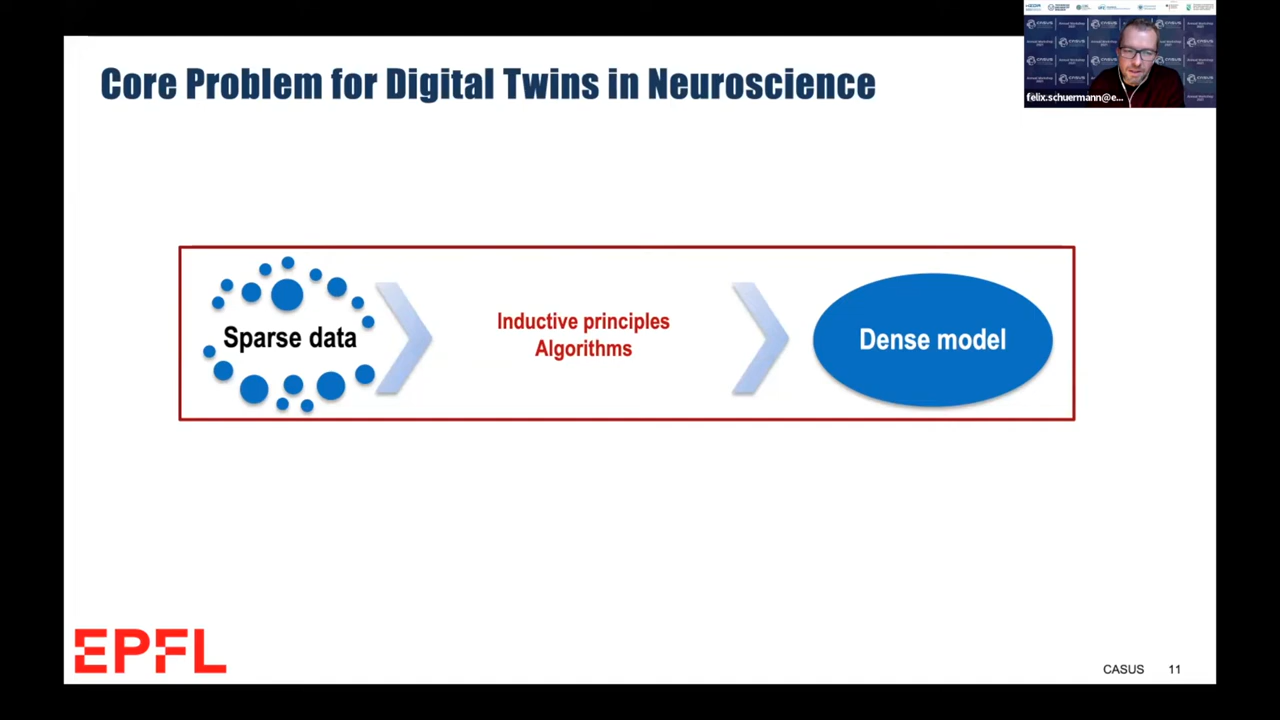 Core Problem for Digital Twins in Neuroscience
felix.schuermann@e...
Sparse data
Inductive principles
Algorithms
Dense model
EPFL
CASUS 11